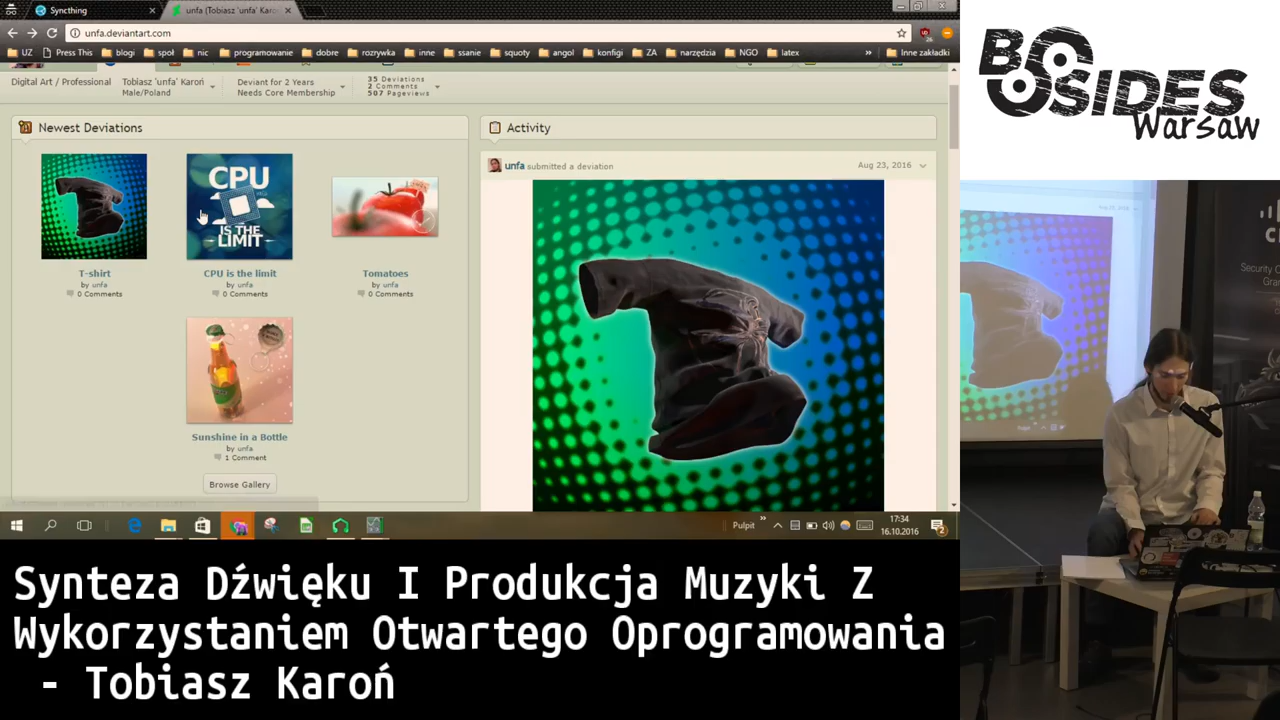 Syncthing
unfa (Tobiasz 'unfa' Karoń
unfa.deviantart.com
UZ
Press This
blogi
społ
nic
programowanie
dobre
rozrywka
inne
ssanie
squoty
angol
konfigi
ZA
narzędzia
NGO
latex
»
Inne zakładki
Digital Art / Professional
Tobiasz 'unfa' Karoń
Male/Poland
Deviant for 2 Years
Needs Core Membership
35 Deviations
2 Comments
507 Pageviews
Newest Deviations
CPU
IS THE
LIMIT
T-shirt
by unfa
0 Comments
CPU is the limit
by unfa
0 Comments
Tomatoes
by unfa
0 Comments
Sunshine in a Bottle
by unfa
1 Comment
Browse Gallery
Activity
unfa submitted a deviation
Aug 23, 2016
Pulpit
»
17:34
16.10.2016
2
BSIDES
Warsaw
Synteza Dźwięku I Produkcja Muzyki Z
Wykorzystaniem Otwartego Oprogramowania
- Tobiasz Karoń